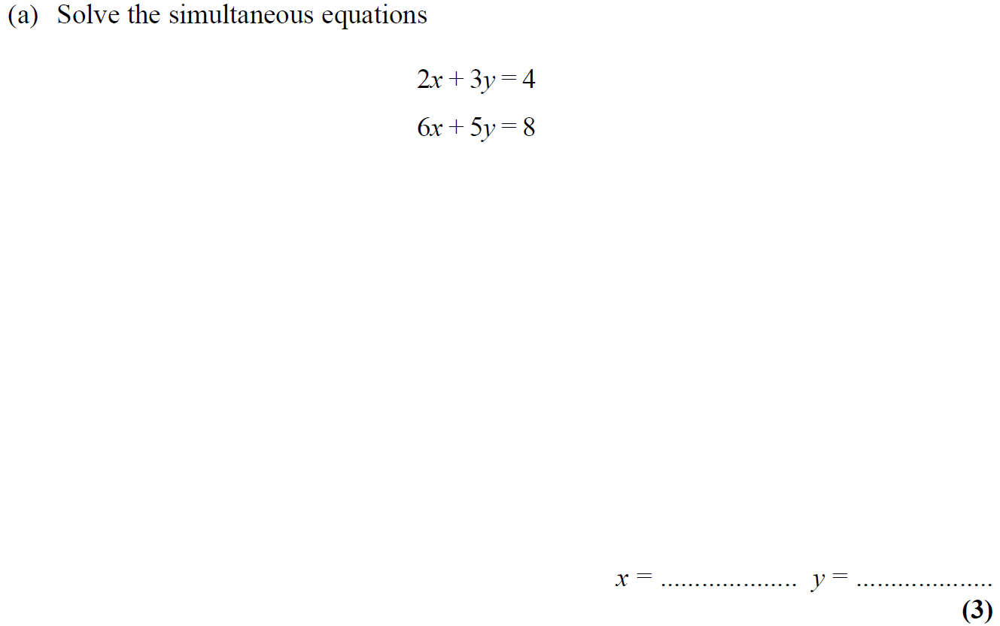 (a) Solve the simultaneous equations
2x + 3y = 4
6x + 5y = 8
x = .................... y = ....................
(3)